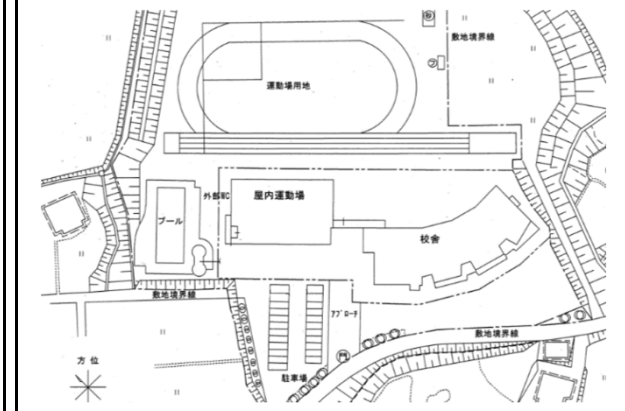 敷地境界線
運動場用地
外部WC
屋内運動場
プール
校舎
敷地境界線
アプローチ
敷地境界線
門
方位
駐車場